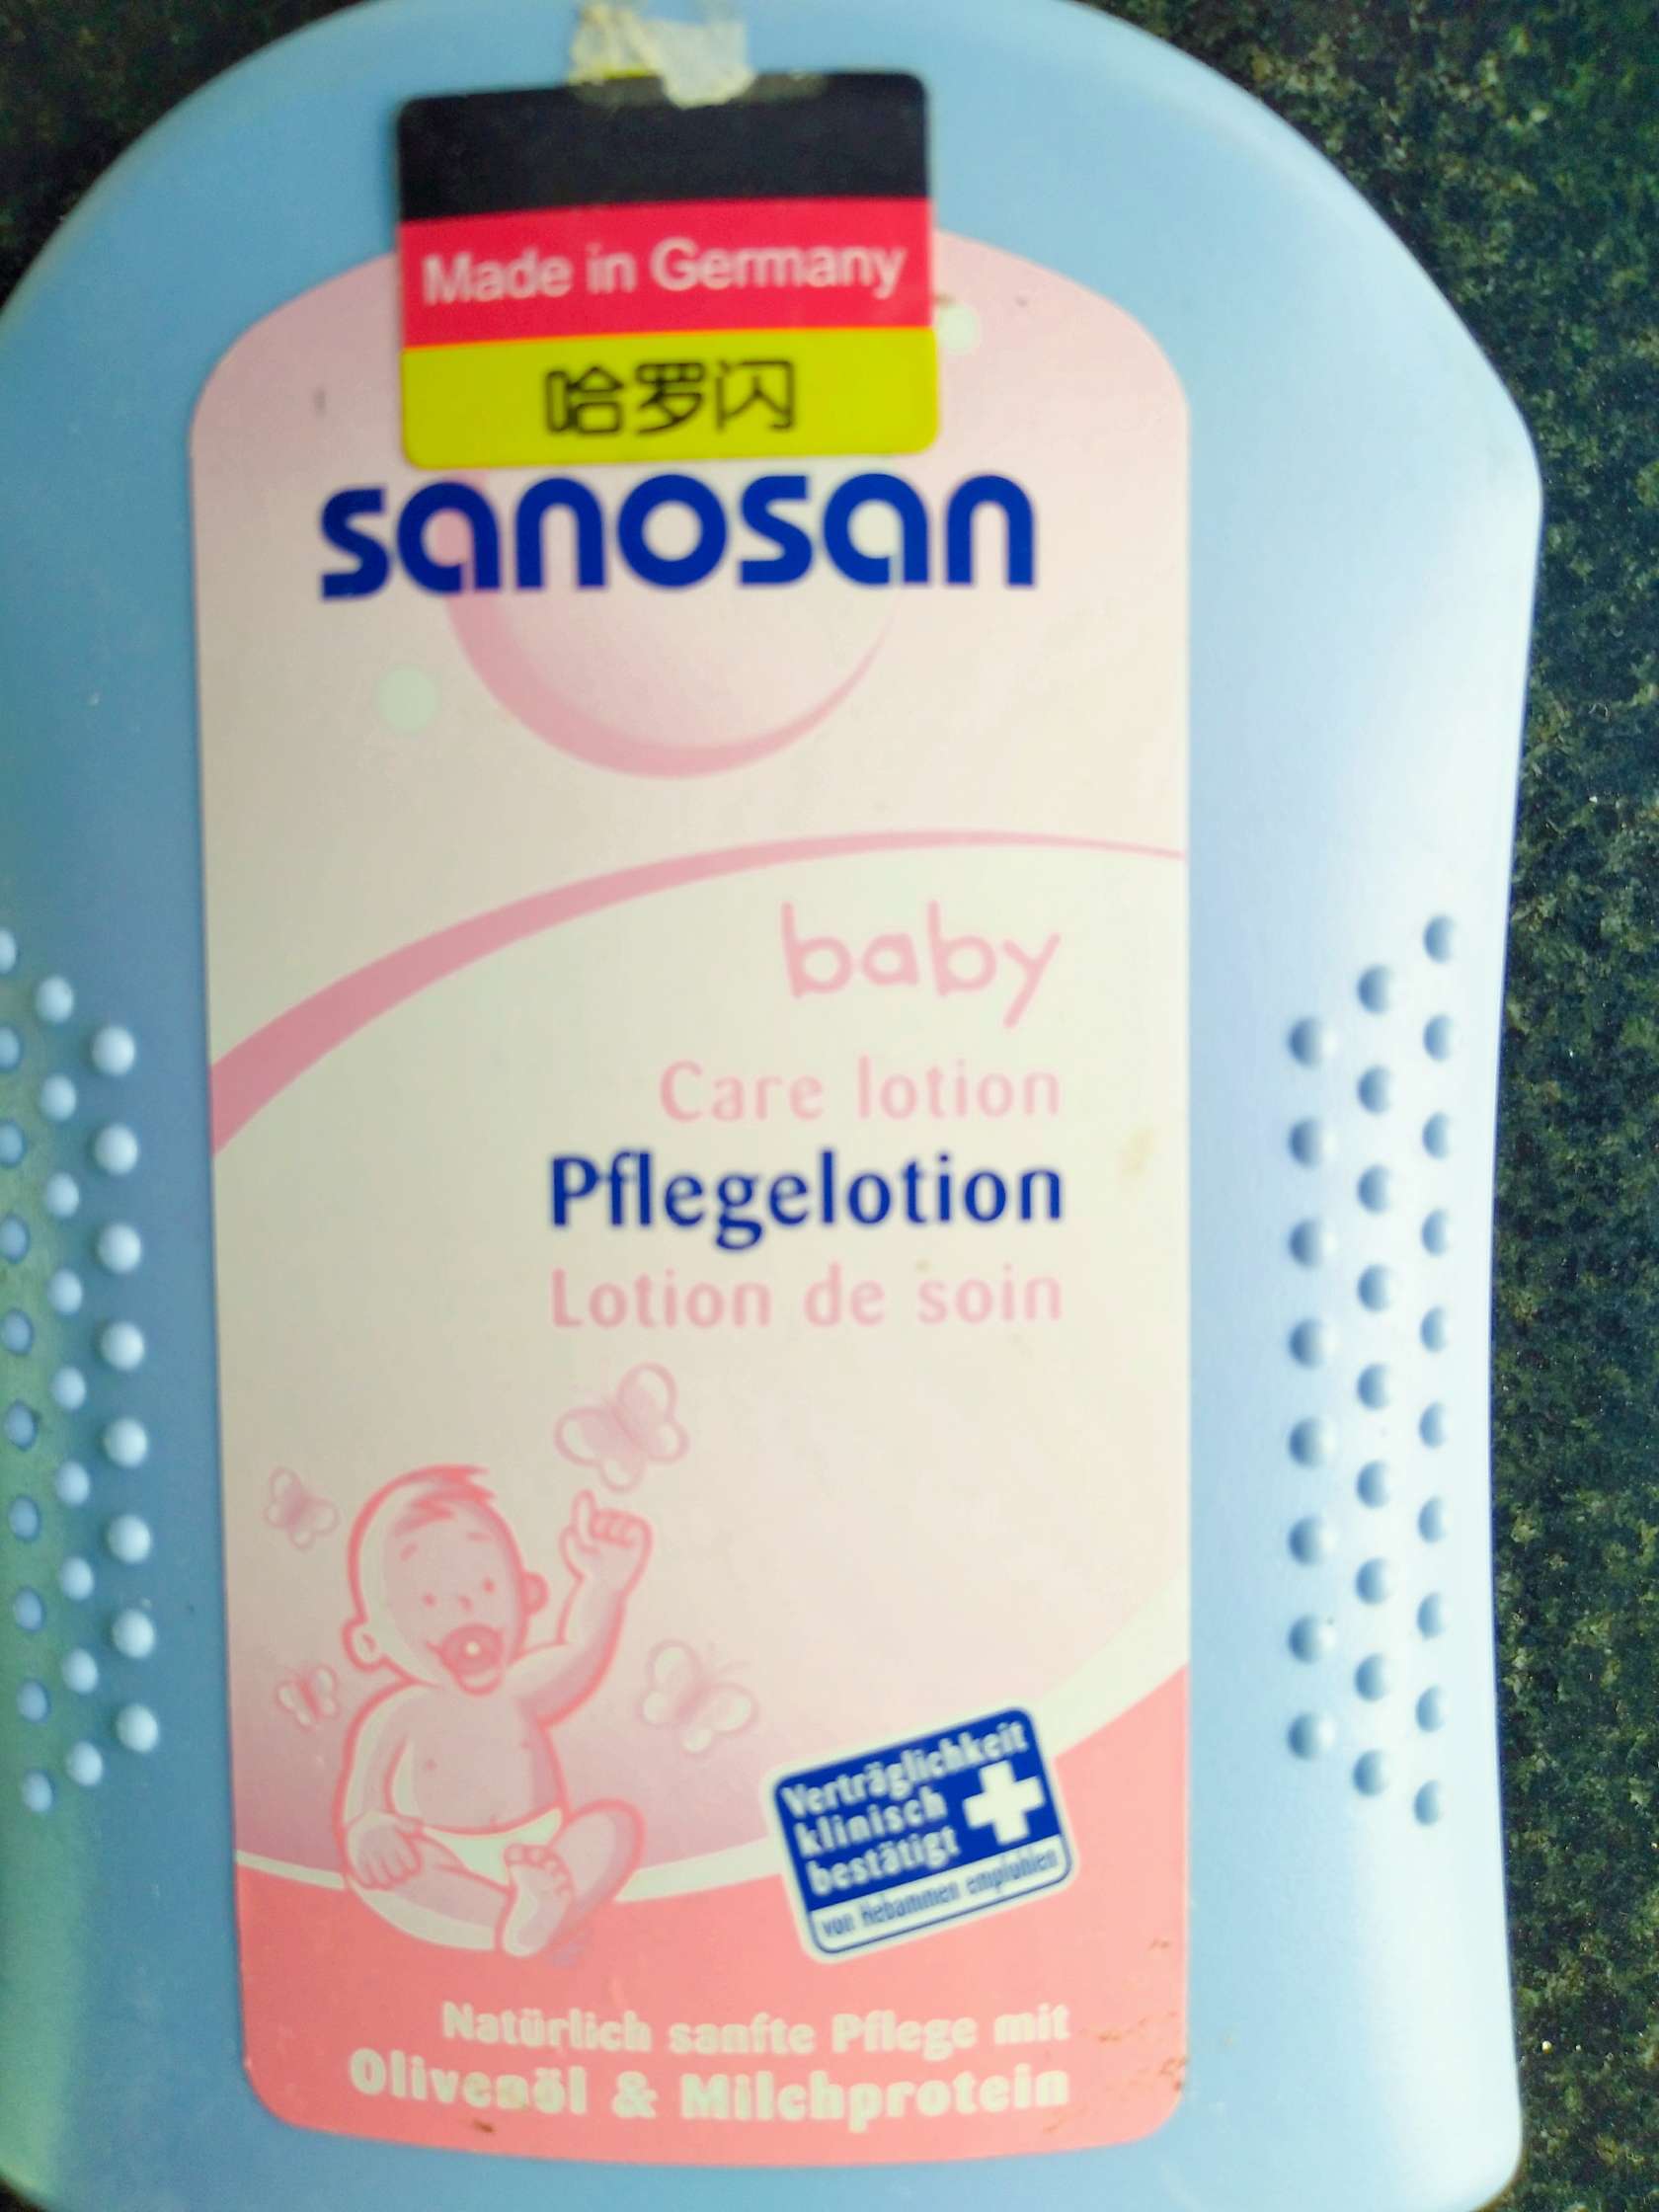 Made in Germany
哈罗闪
sanosan
baby
Care lotion
Pflegelotion
Lotion de soin
Verträglichkeit
klinisch
bestätigt
von Hebammen empfohlen
Natürlich sanfte Pflege mit
Olivenöl & Milchprotein